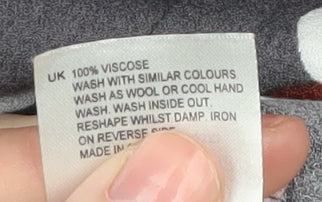 UK 100% VISCOSE
WASH WITH SIMILAR COLOURS
WASH AS WOOL OR COOL HAND
WASH. WASH INSIDE OUT.
RESHAPE WHILST DAMP. IRON
ON REVERSE SIDE
MADE IN